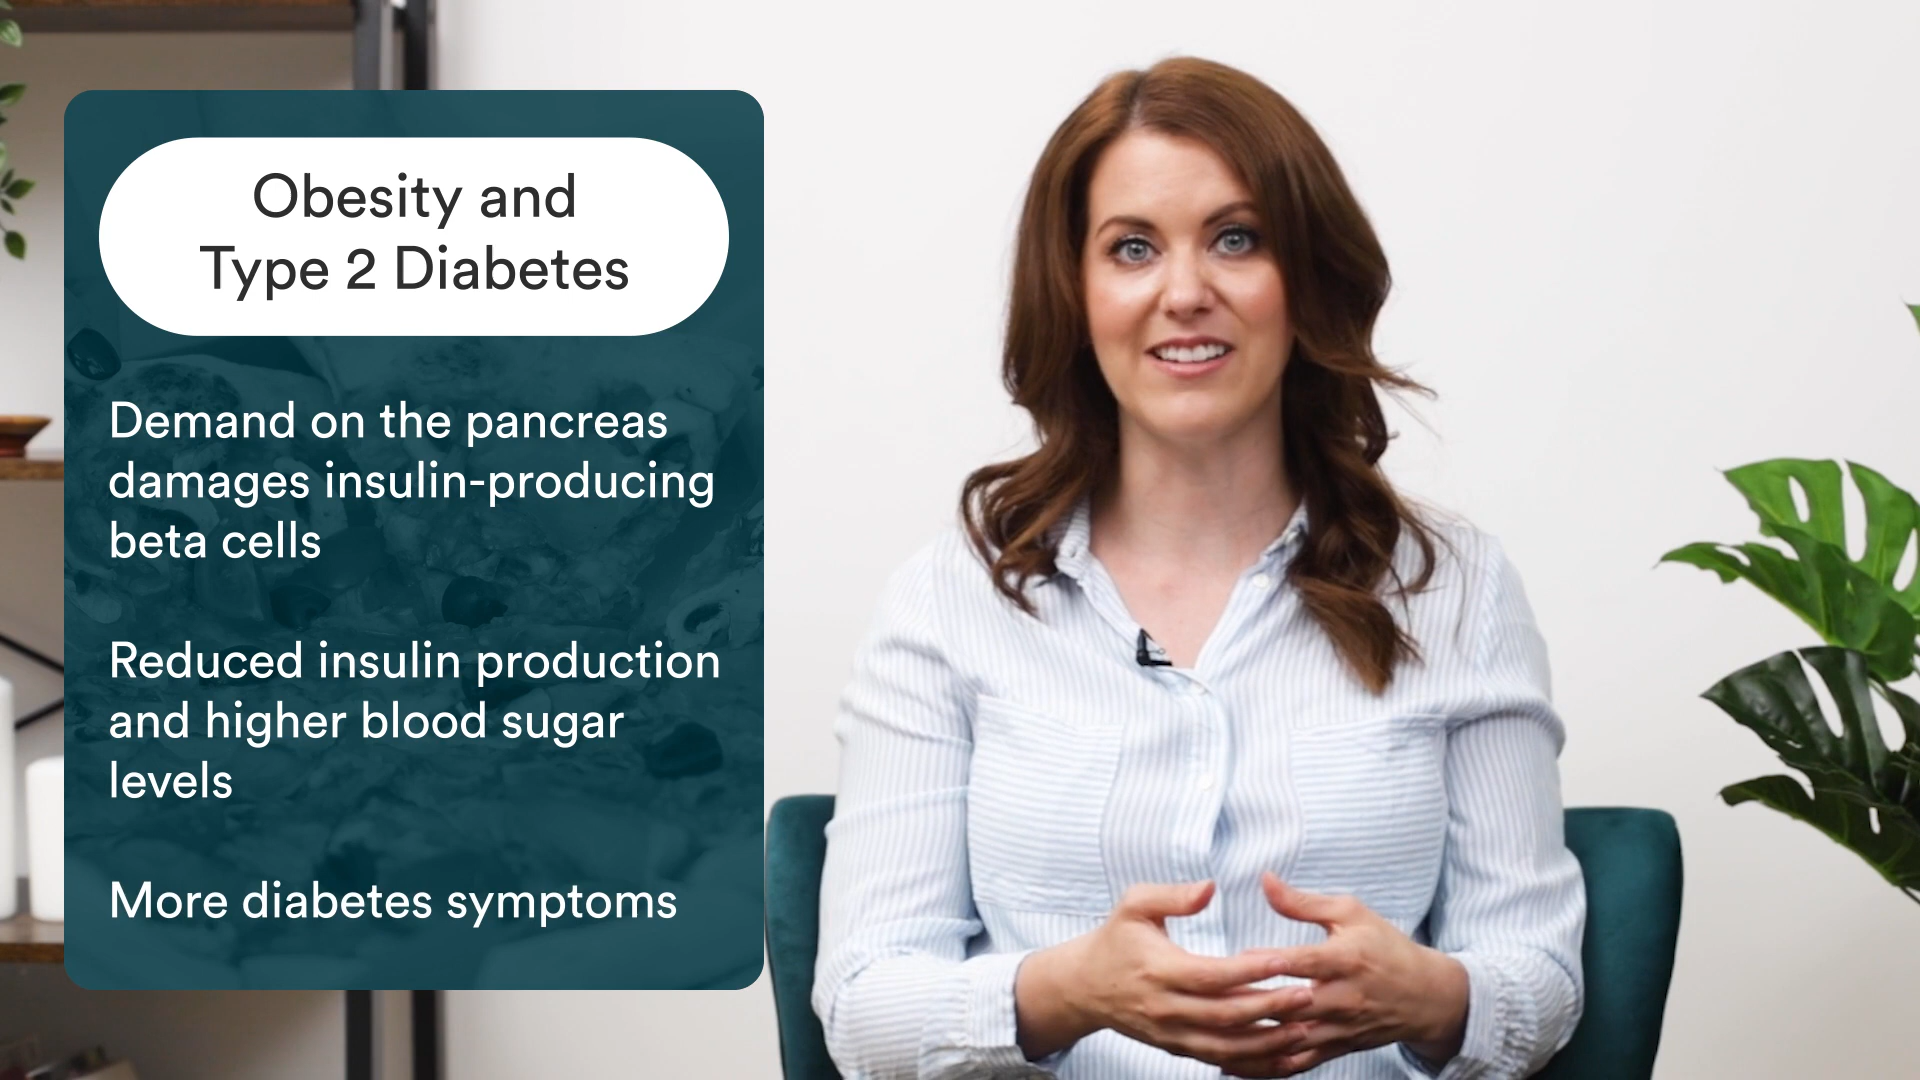 Obesity and
Type 2 Diabetes
Demand on the pancreas
damages insulin-producing
beta cells
Reduced insulin production
and higher blood sugar
levels
More diabetes symptoms